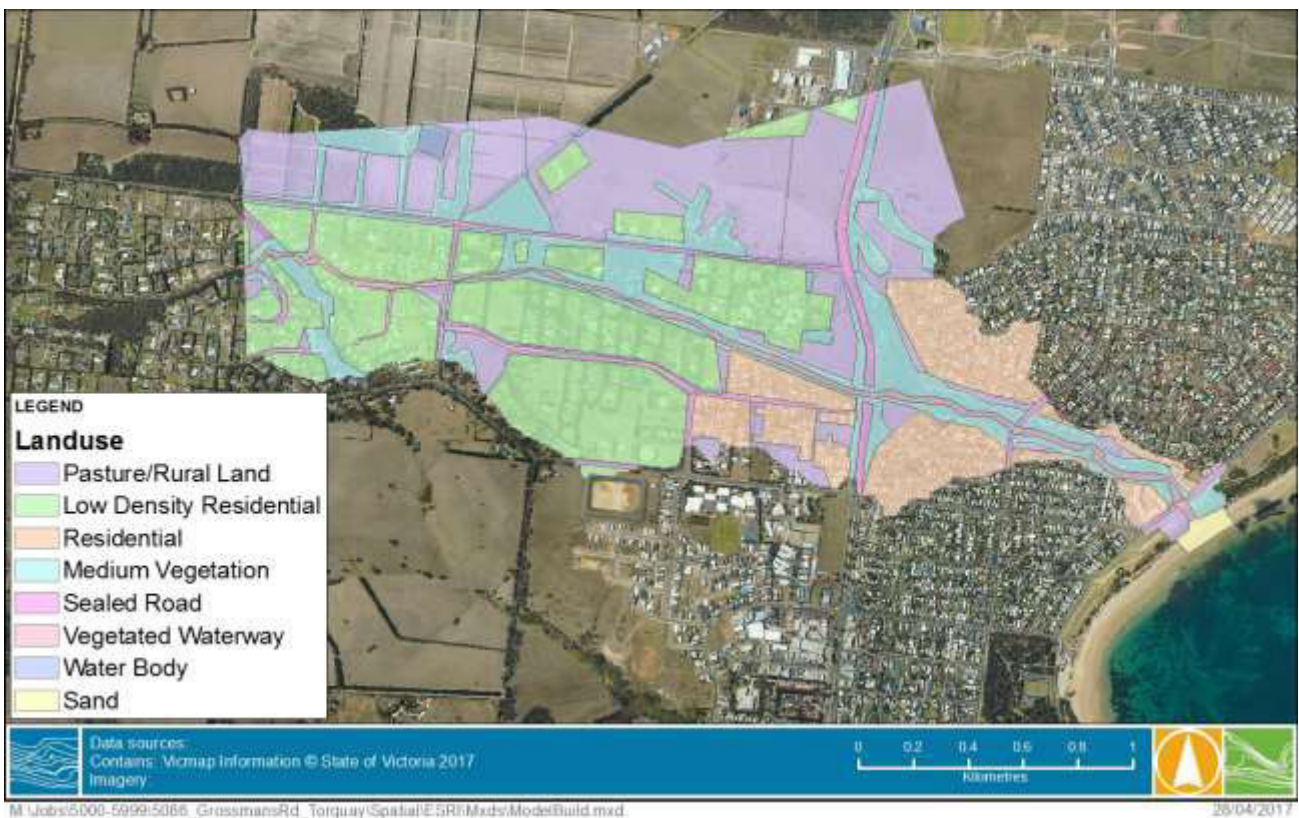 LEGEND
Landuse
Pasture/Rural Land
Low Density Residential
Residential
Medium Vegetation
Sealed Road
Vegetated Waterway
Water Body
Sand
Data sources:
Contains: Vicmap Information © State of Victoria 2017
Imagery:
0 0.2 0.4 0.6 0.8 1
Kilometres
M:\Jobs\5000-5999\5086_GrossmansRd_Torquay\Spatial\ESRI\Mxds\ModelBuild.mxd
28/04/2017